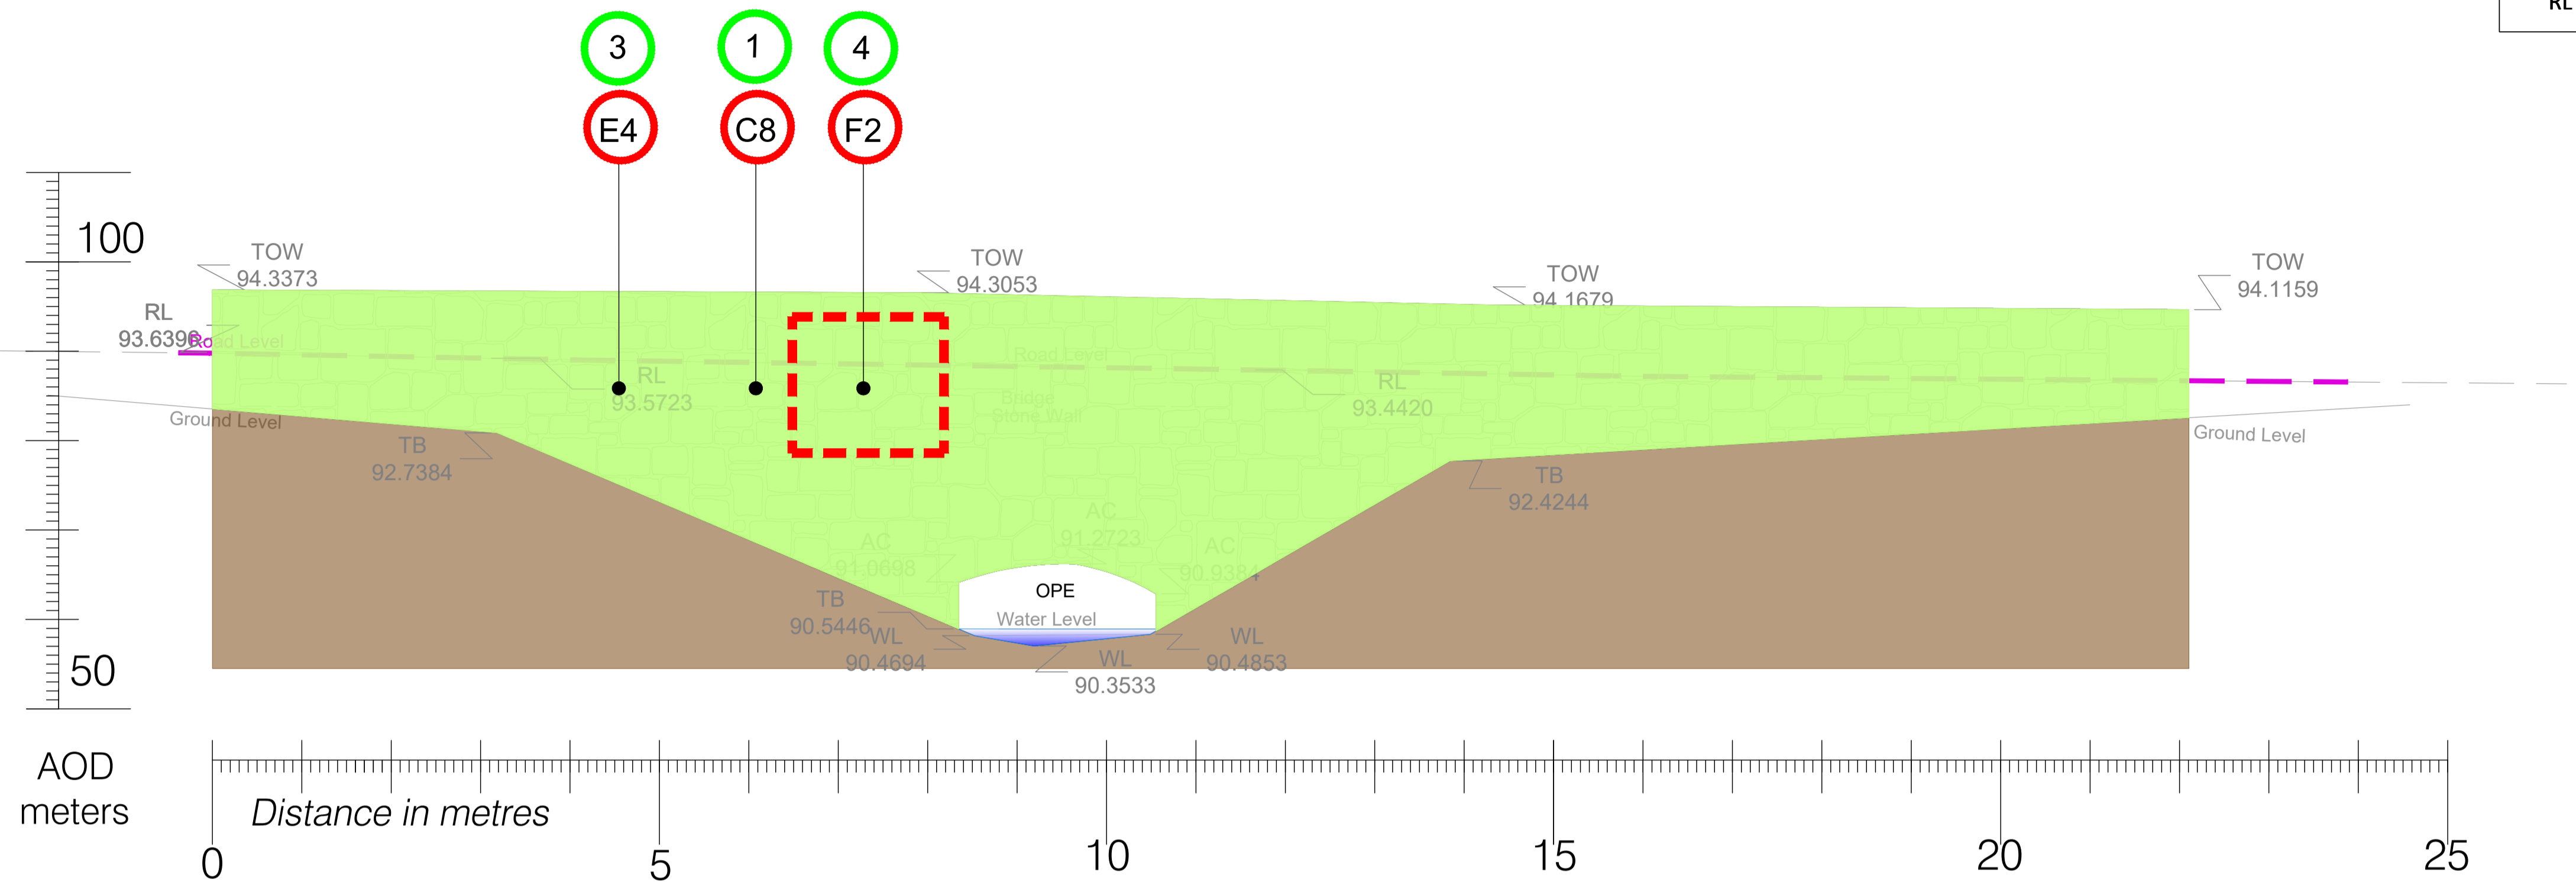 RL
3
1
4
E4
C8
F2
100
TOW
94.3373
TOW
94.3053
TOW
94.1679
TOW
94.1159
RL
93.6396
Road Level
Road Level
RL
93.5723
Bridge
Stone Wall
RL
93.4420
Ground Level
Ground Level
TB
92.7384
TB
92.4244
AC
91.0698
AC
91.2723
AC
90.9384
OPE
Water Level
TB
90.5446
WL
90.4694
WL
90.3533
WL
90.4853
50
AOD
meters
Distance in metres
0
5
10
15
20
25